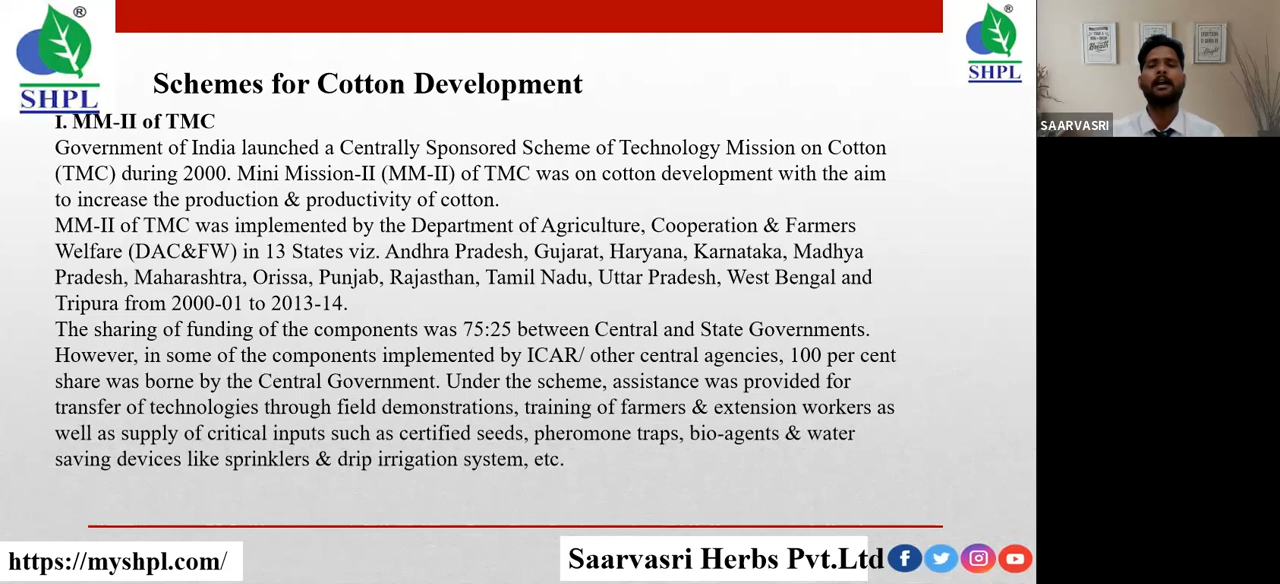 SHPL
®
Schemes for Cotton Development
I. MM-II of TMC
Government of India launched a Centrally Sponsored Scheme of Technology Mission on Cotton
(TMC) during 2000. Mini Mission-II (MM-II) of TMC was on cotton development with the aim
to increase the production & productivity of cotton.
MM-II of TMC was implemented by the Department of Agriculture, Cooperation & Farmers
Welfare (DAC&FW) in 13 States viz. Andhra Pradesh, Gujarat, Haryana, Karnataka, Madhya
Pradesh, Maharashtra, Orissa, Punjab, Rajasthan, Tamil Nadu, Uttar Pradesh, West Bengal and
Tripura from 2000-01 to 2013-14.
The sharing of funding of the components was 75:25 between Central and State Governments.
However, in some of the components implemented by ICAR/ other central agencies, 100 per cent
share was borne by the Central Government. Under the scheme, assistance was provided for
transfer of technologies through field demonstrations, training of farmers & extension workers as
well as supply of critical inputs such as certified seeds, pheromone traps, bio-agents & water
saving devices like sprinklers & drip irrigation system, etc.
https://myshpl.com/
Saarvasri Herbs Pvt.Ltd
®
SHPL
SAARVASRI